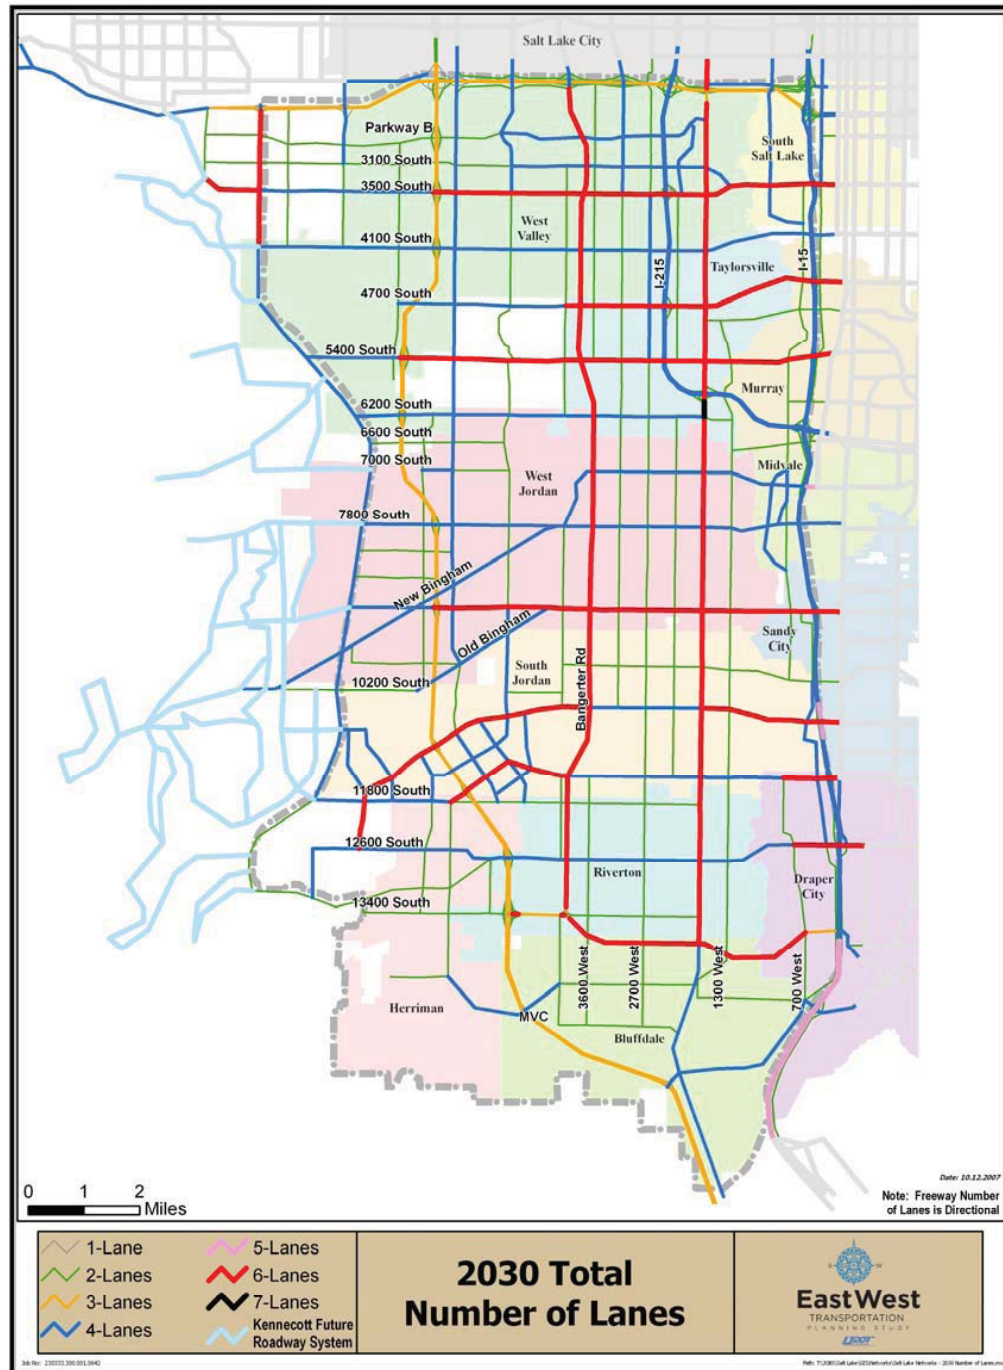 Salt Lake City
Parkway B
South
Salt Lake
3100 South
3500 South
West
Valley
4100 South
Taylorsville
I-215
I-15
4700 South
5400 South
Murray
6200 South
6600 South
7000 South
Midvale
West
Jordan
7800 South
New Bingham
Old Bingham
Sandy
City
South
Jordan
10200 South
Bangerter Rd
11800 South
12600 South
Riverton
Draper
City
13400 South
3600 West
2700 West
1300 West
700 West
Herriman
MVC
Bluffdale
0 1 2
Miles
Date: 10.12.2007
Note: Freeway Number
of Lanes is Directional
1-Lane
2-Lanes
3-Lanes
4-Lanes
5-Lanes
6-Lanes
7-Lanes
Kennecott Future
Roadway System
2030 Total
Number of Lanes
EastWest
TRANSPORTATION
PLANNING STUDY
UDOT